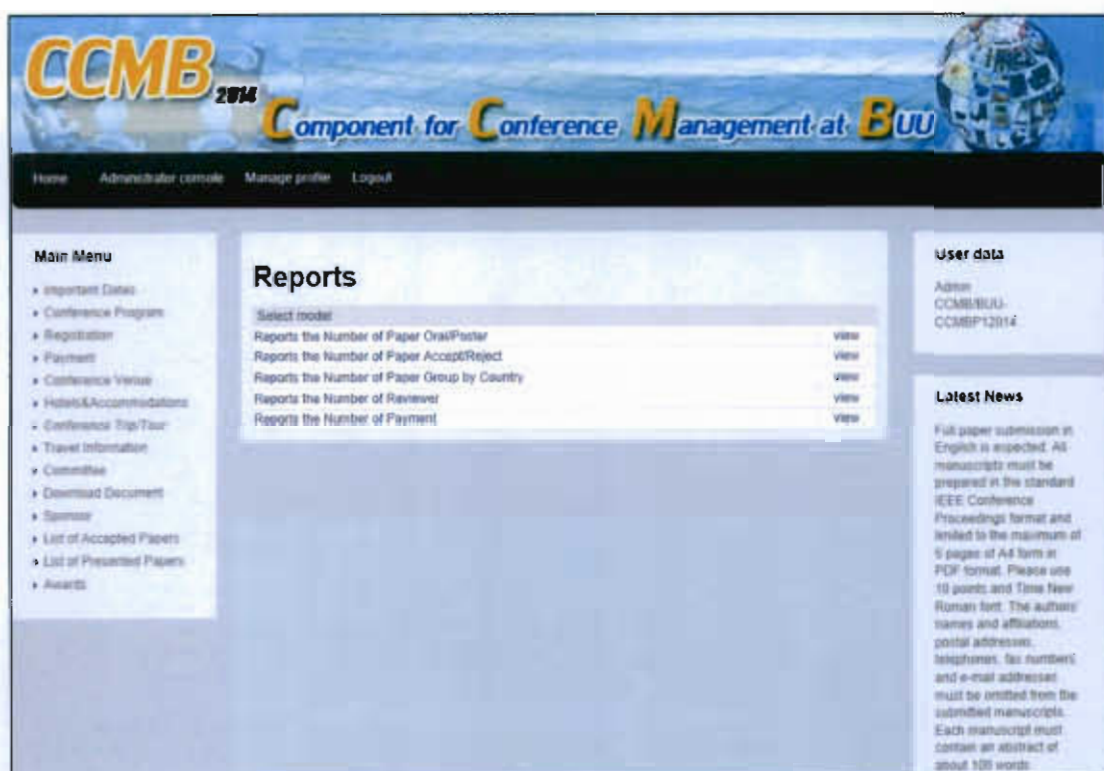 CCMB 2014
Component for Conference Management at BUU
Home Administrator console Manage profile Logout
Main Menu
Important Dates
Conference Program
Registration
Payment
Conference Venue
Hotels&Accommodations
Conference Trip/Tour
Travel Information
Committee
Download Document
Sponsor
List of Accepted Papers
List of Presented Papers
Awards
Reports
Select model
Reports the Number of Paper Oral/Poster view
Reports the Number of Paper Accept/Reject view
Reports the Number of Paper Group by Country view
Reports the Number of Reviewer view
Reports the Number of Payment view
User data
Admin
CCMB/BUU-
CCMBP12014
Latest News
Full paper submission in
English is expected. All
manuscripts must be
prepared in the standard
IEEE Conference
Proceedings format and
limited to the maximum of
5 pages of A4 form in
PDF format. Please use
10 points and Time New
Roman font. The authors'
names and affiliations,
postal addresses,
telephones, fax numbers
and e-mail addresses
must be omitted from the
submitted manuscripts.
Each manuscript must
contain an abstract of
about 100 words